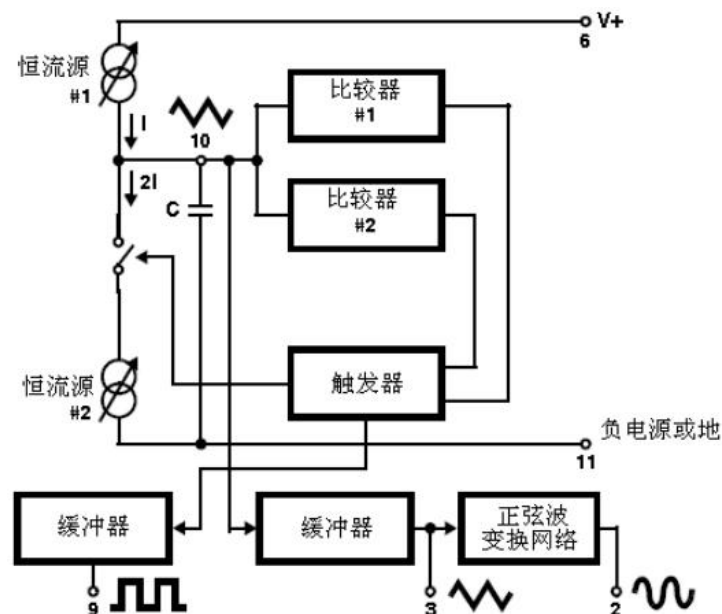 V+
6
恒流源
#1
I
10
比较器
#1
2I
C
比较器
#2
恒流源
#2
触发器
负电源或地
11
缓冲器
缓冲器
正弦波
变换网络
9
3
2